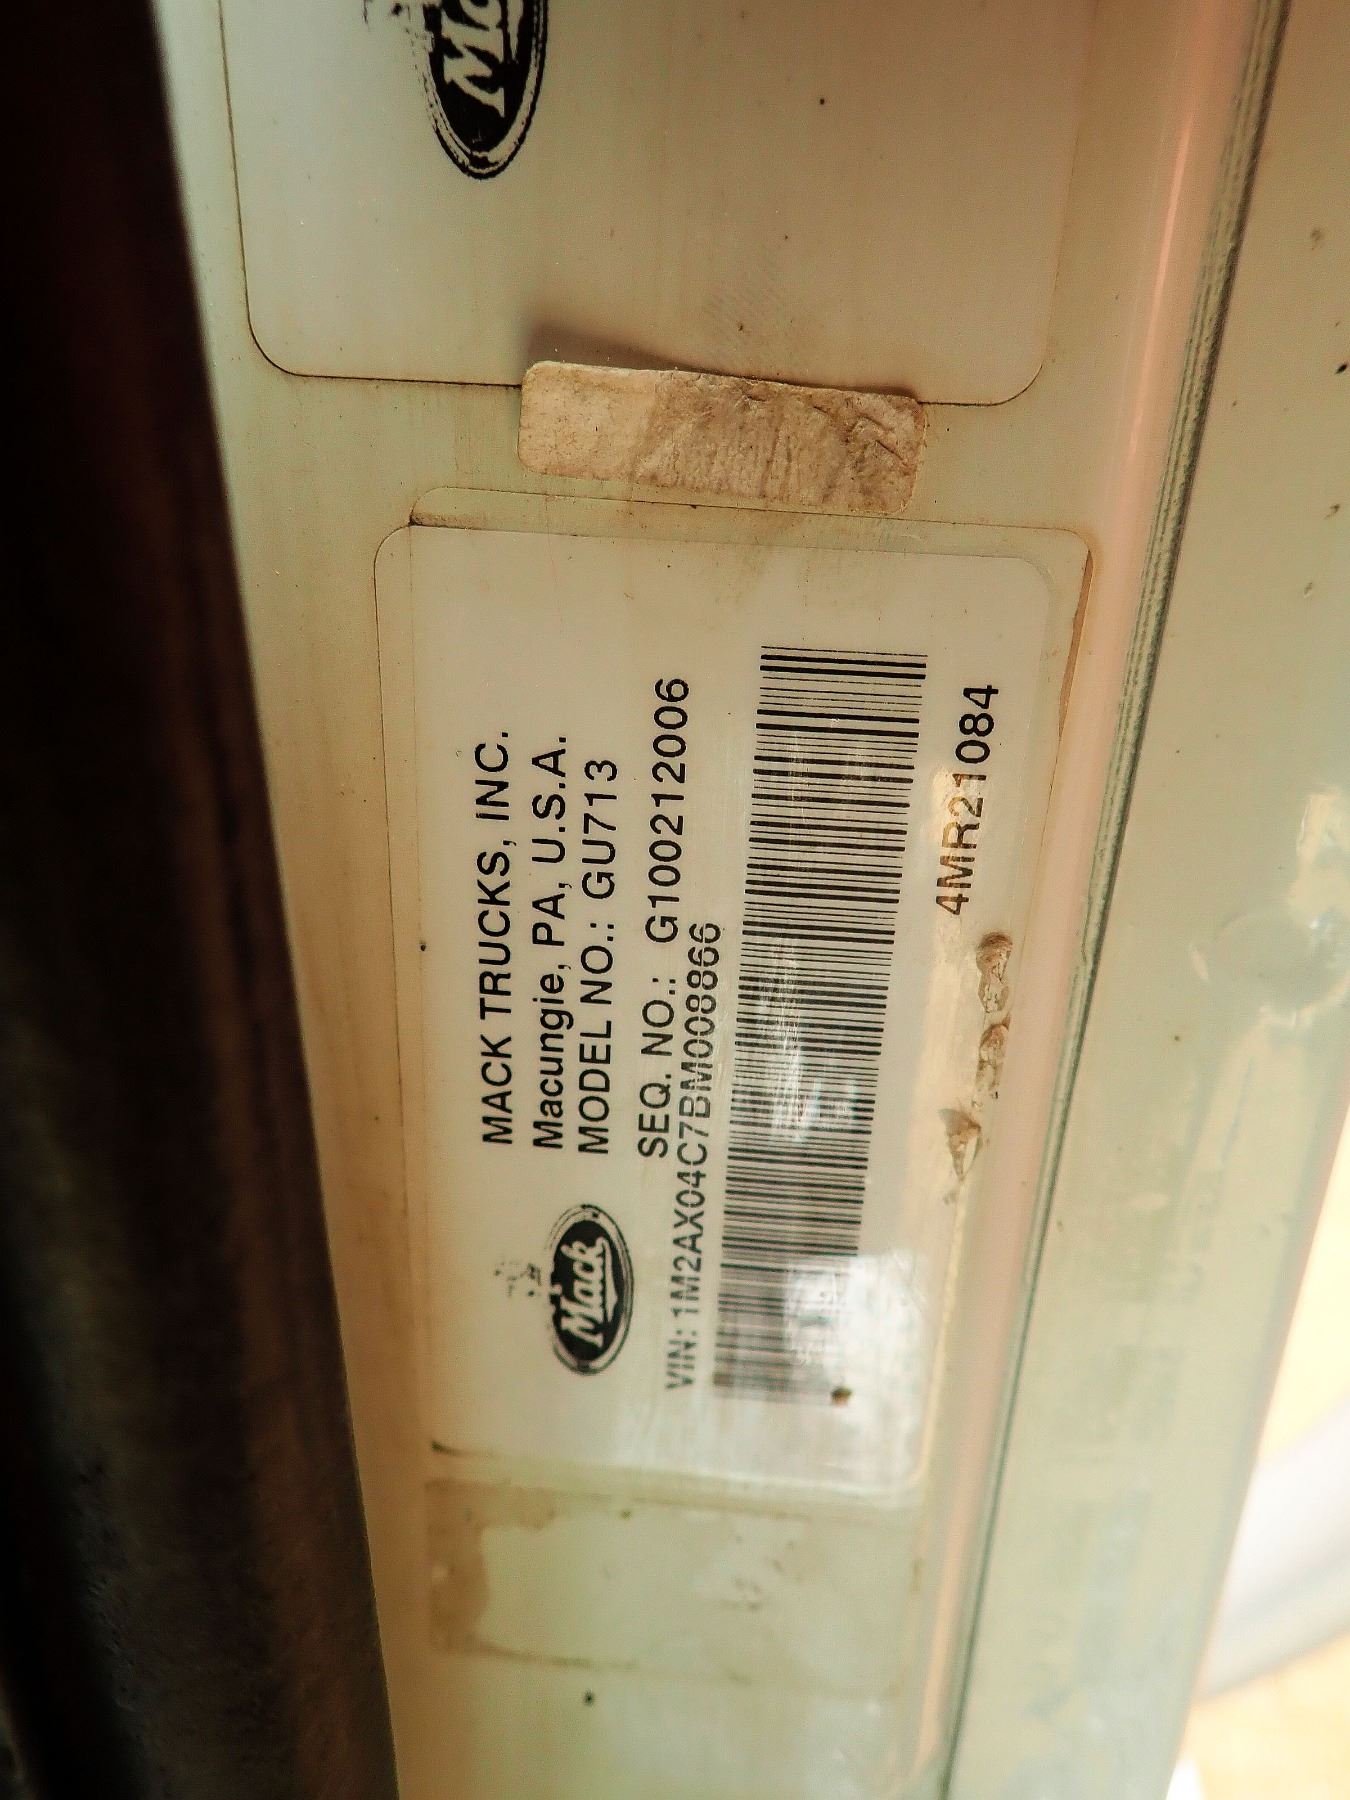 Mack
MACK TRUCKS, INC.
Macungie, PA, U.S.A.
MODEL NO.: GU713
SEQ. NO.: G100212006
VIN: 1M2AX04C7BM008866
4MR21084